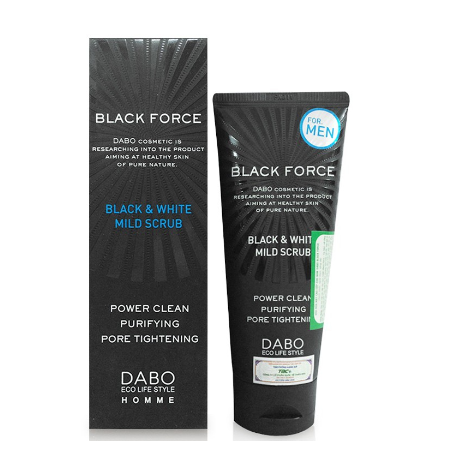 BLACK FORCE
DABO COSMETIC IS
RESEARCHING INTO THE PRODUCT
AIMING AT HEALTHY SKIN
OF PURE NATURE.
BLACK & WHITE
MILD SCRUB
POWER CLEAN
PURIFYING
PORE TIGHTENING
DABO
ECO LIFE STYLE
HOMME
FOR
MEN
BLACK FORCE
DABO COSMETIC IS
RESEARCHING INTO THE PRODUCT
AIMING AT HEALTHY SKIN
OF PURE NATURE.
BLACK & WHIT
MILD SCRUB
POWER CLEAN
PURIFYING
PORE TIGHTENIN
DABO
ECO LIFE STYLE